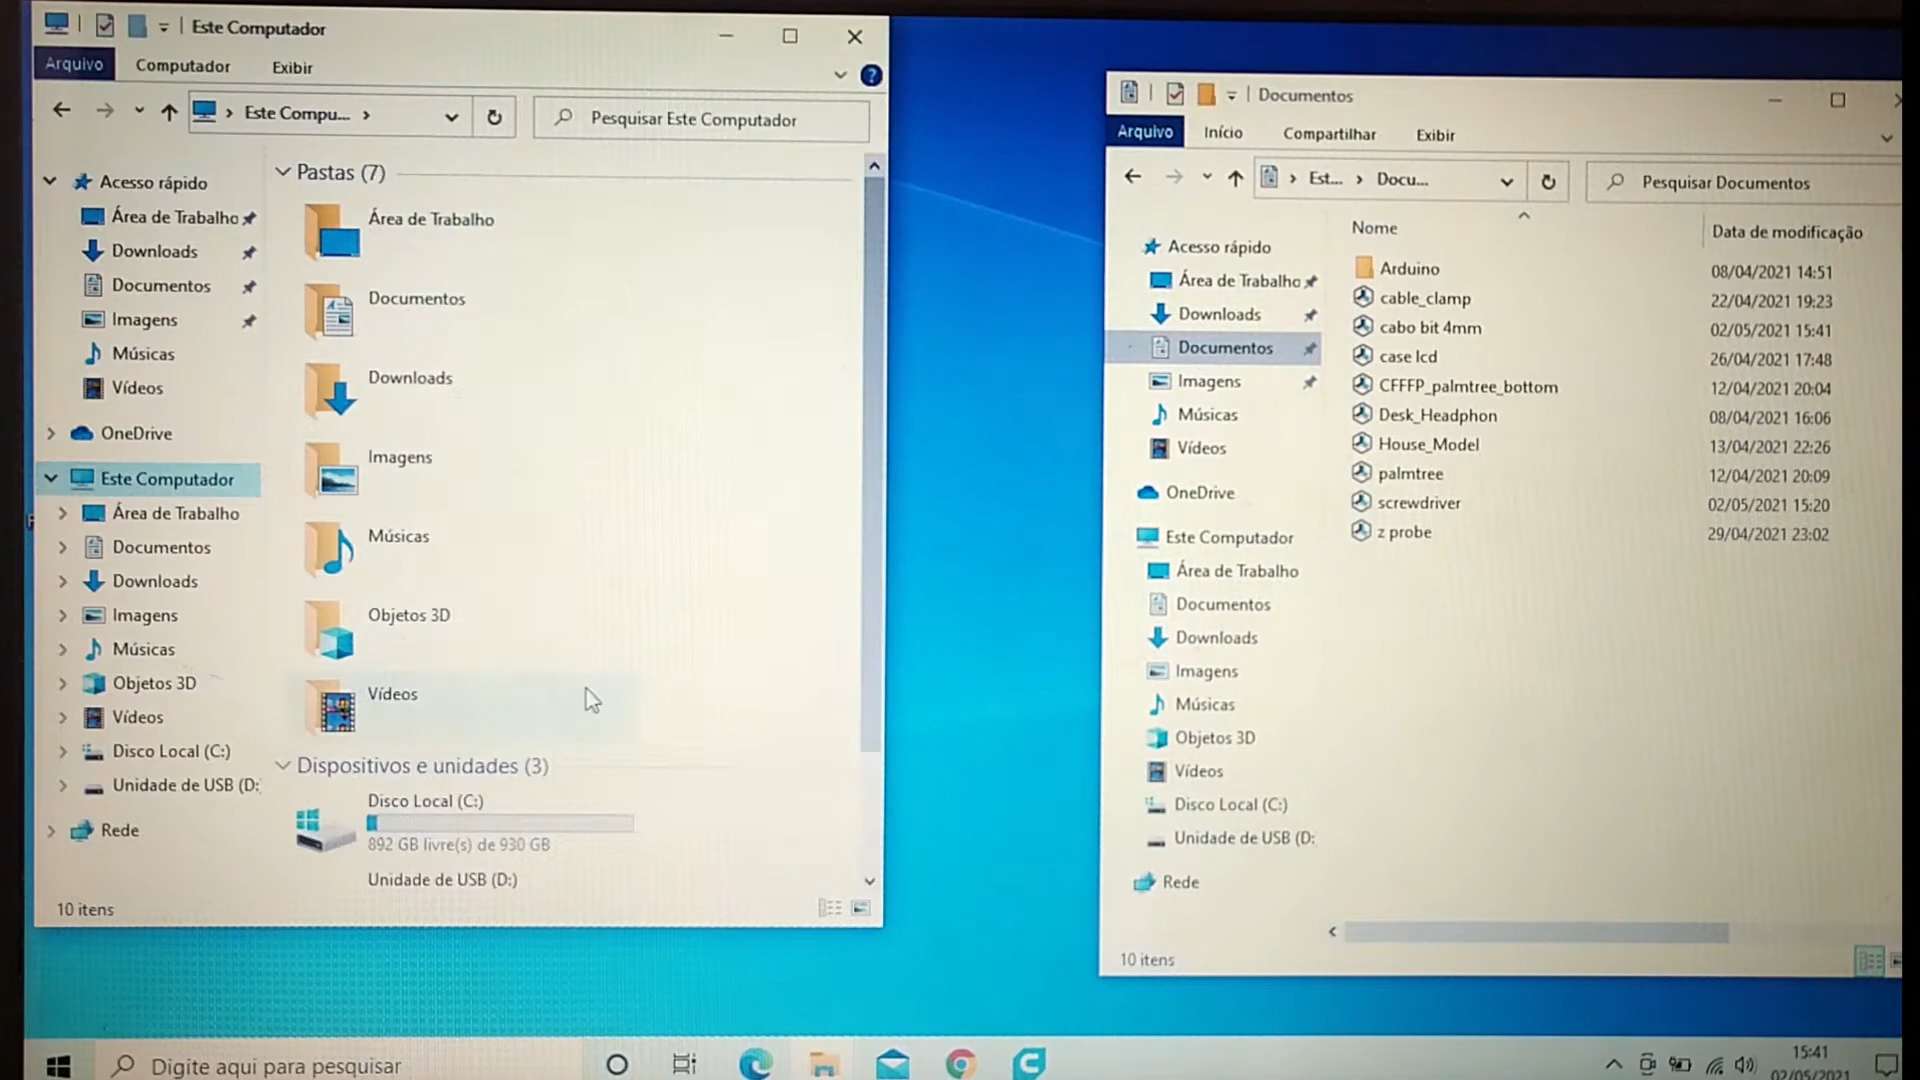 Este Computador
Arquivo
Computador
Exibir
Este Compu...
Pesquisar Este Computador
Acesso rápido
Área de Trabalho
Downloads
Documentos
Imagens
Músicas
Vídeos
OneDrive
Este Computador
Área de Trabalho
Documentos
Downloads
Imagens
Músicas
Objetos 3D
Vídeos
Disco Local (C:)
Unidade de USB (D:
Rede
Pastas (7)
Área de Trabalho
Documentos
Downloads
Imagens
Músicas
Objetos 3D
Vídeos
Dispositivos e unidades (3)
Disco Local (C:)
892 GB livre(s) de 930 GB
Unidade de USB (D:)
10 itens
Documentos
Arquivo
Início
Compartilhar
Exibir
Est...
Docu...
Pesquisar Documentos
Acesso rápido
Área de Trabalho
Downloads
Documentos
Imagens
Músicas
Vídeos
OneDrive
Este Computador
Área de Trabalho
Documentos
Downloads
Imagens
Músicas
Objetos 3D
Vídeos
Disco Local (C:)
Unidade de USB (D:
Rede
Nome
Data de modificação
Arduino 08/04/2021 14:51
cable_clamp 22/04/2021 19:23
cabo bit 4mm 02/05/2021 15:41
case lcd 26/04/2021 17:48
CFFFP_palmtree_bottom 12/04/2021 20:04
Desk_Headphon 08/04/2021 16:06
House_Model 13/04/2021 22:26
palmtree 12/04/2021 20:09
screwdriver 02/05/2021 15:20
z probe 29/04/2021 23:02
10 itens
Digite aqui para pesquisar
15:41
02/05/2021